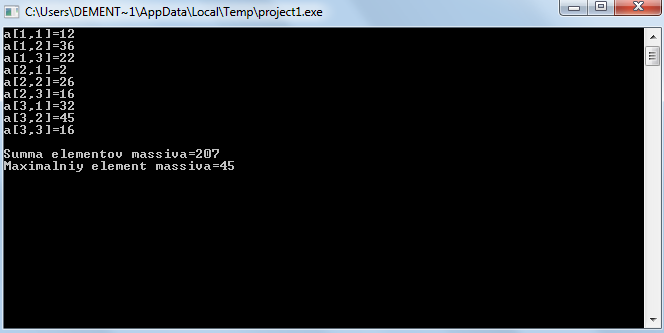 C:\Users\DEMENT~1\AppData\Local\Temp\project1.exe
a[1,1]=12
a[1,2]=36
a[1,3]=22
a[2,1]=2
a[2,2]=26
a[2,3]=16
a[3,1]=32
a[3,2]=45
a[3,3]=16
Summa elementov massiva=207
Maximalniy element massiva=45